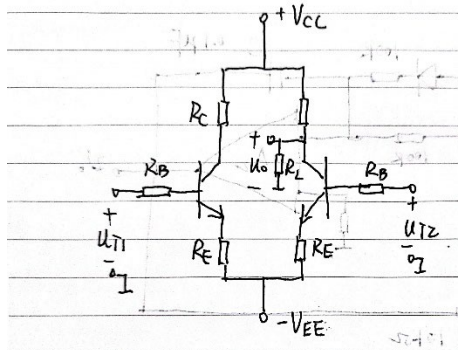 +VCC
RC
+
RB
uo
RL
RB
-
+
uI1
-
RE
RE
+
uI2
-
-VEE